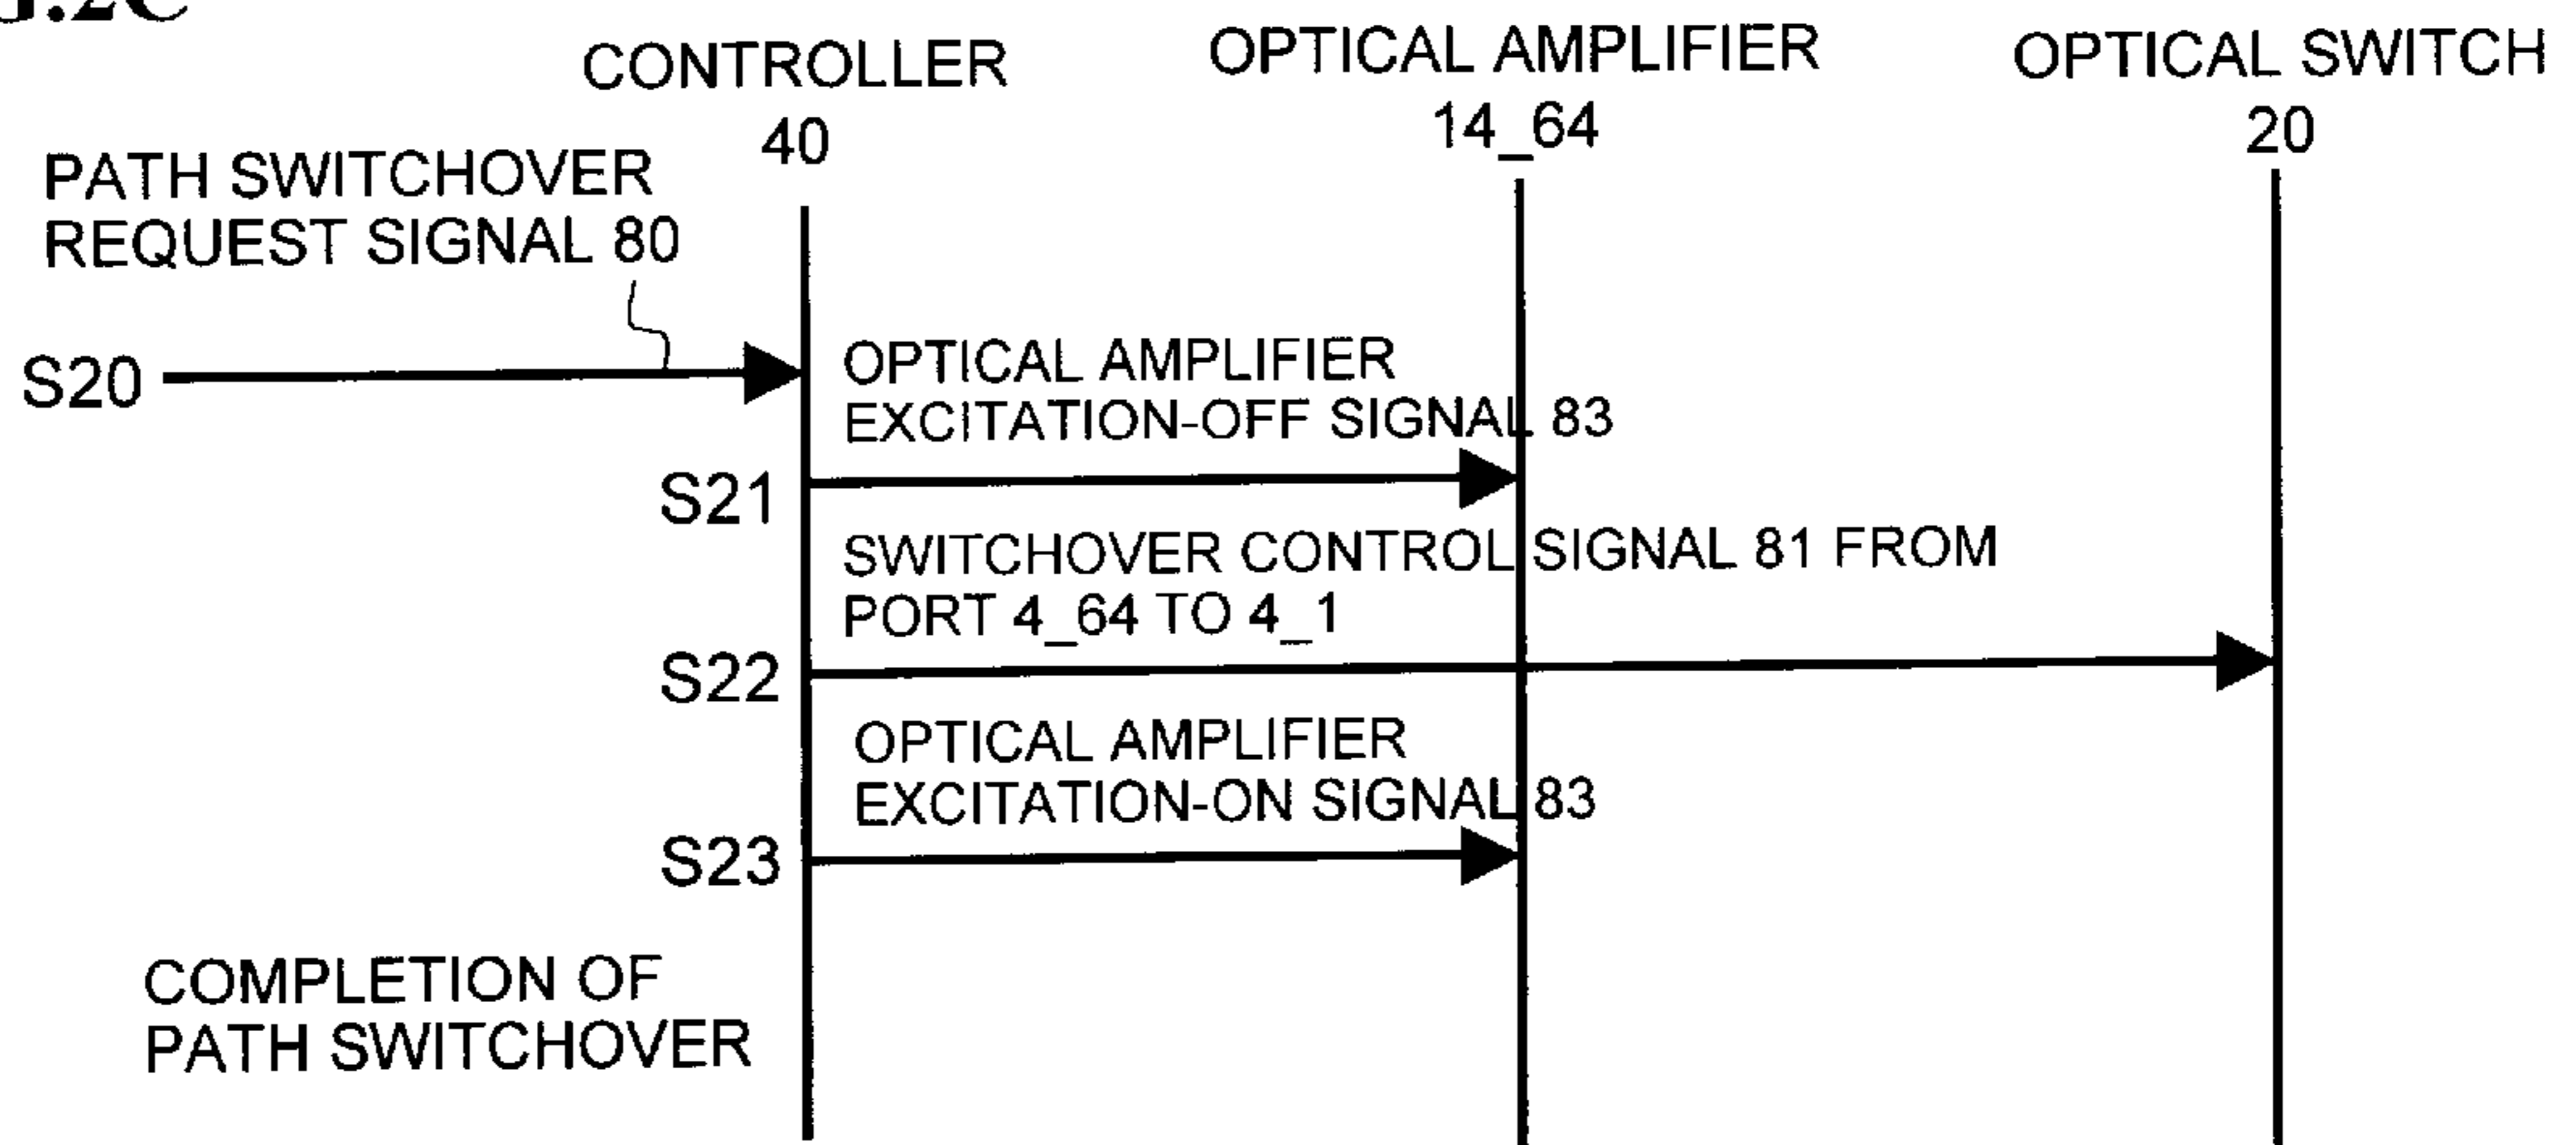 CONTROLLER
40
OPTICAL AMPLIFIER
14_64
OPTICAL SWITCH
20
PATH SWITCHOVER
REQUEST SIGNAL 80
S20
OPTICAL AMPLIFIER
EXCITATION-OFF SIGNAL 83
S21
SWITCHOVER CONTROL SIGNAL 81 FROM
PORT 4_64 TO 4_1
S22
OPTICAL AMPLIFIER
EXCITATION-ON SIGNAL 83
S23
COMPLETION OF
PATH SWITCHOVER